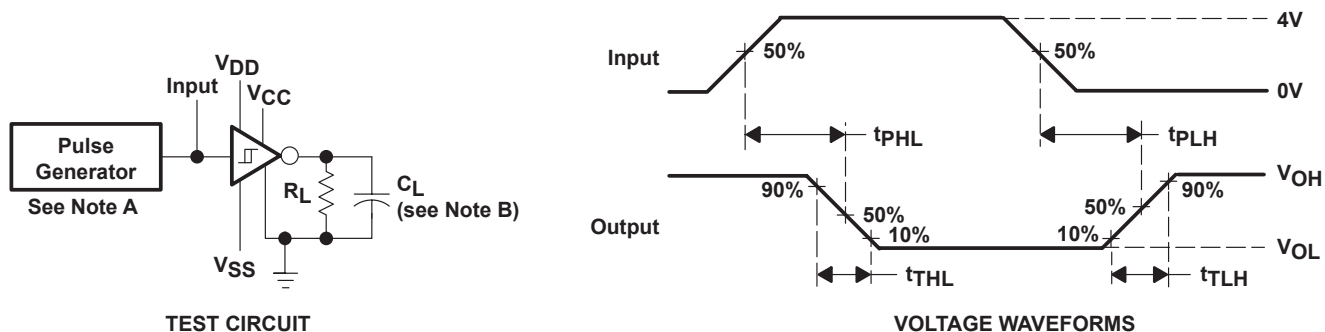 Pulse
Generator
See Note A
Input
VDD
VCC
VSS
RL
CL
(see Note B)
TEST CIRCUIT
Input
50%
50%
4V
0V
tPHL
tPLH
Output
90%
50%
10%
10%
50%
90%
VOH
VOL
tTHL
tTLH
VOLTAGE WAVEFORMS